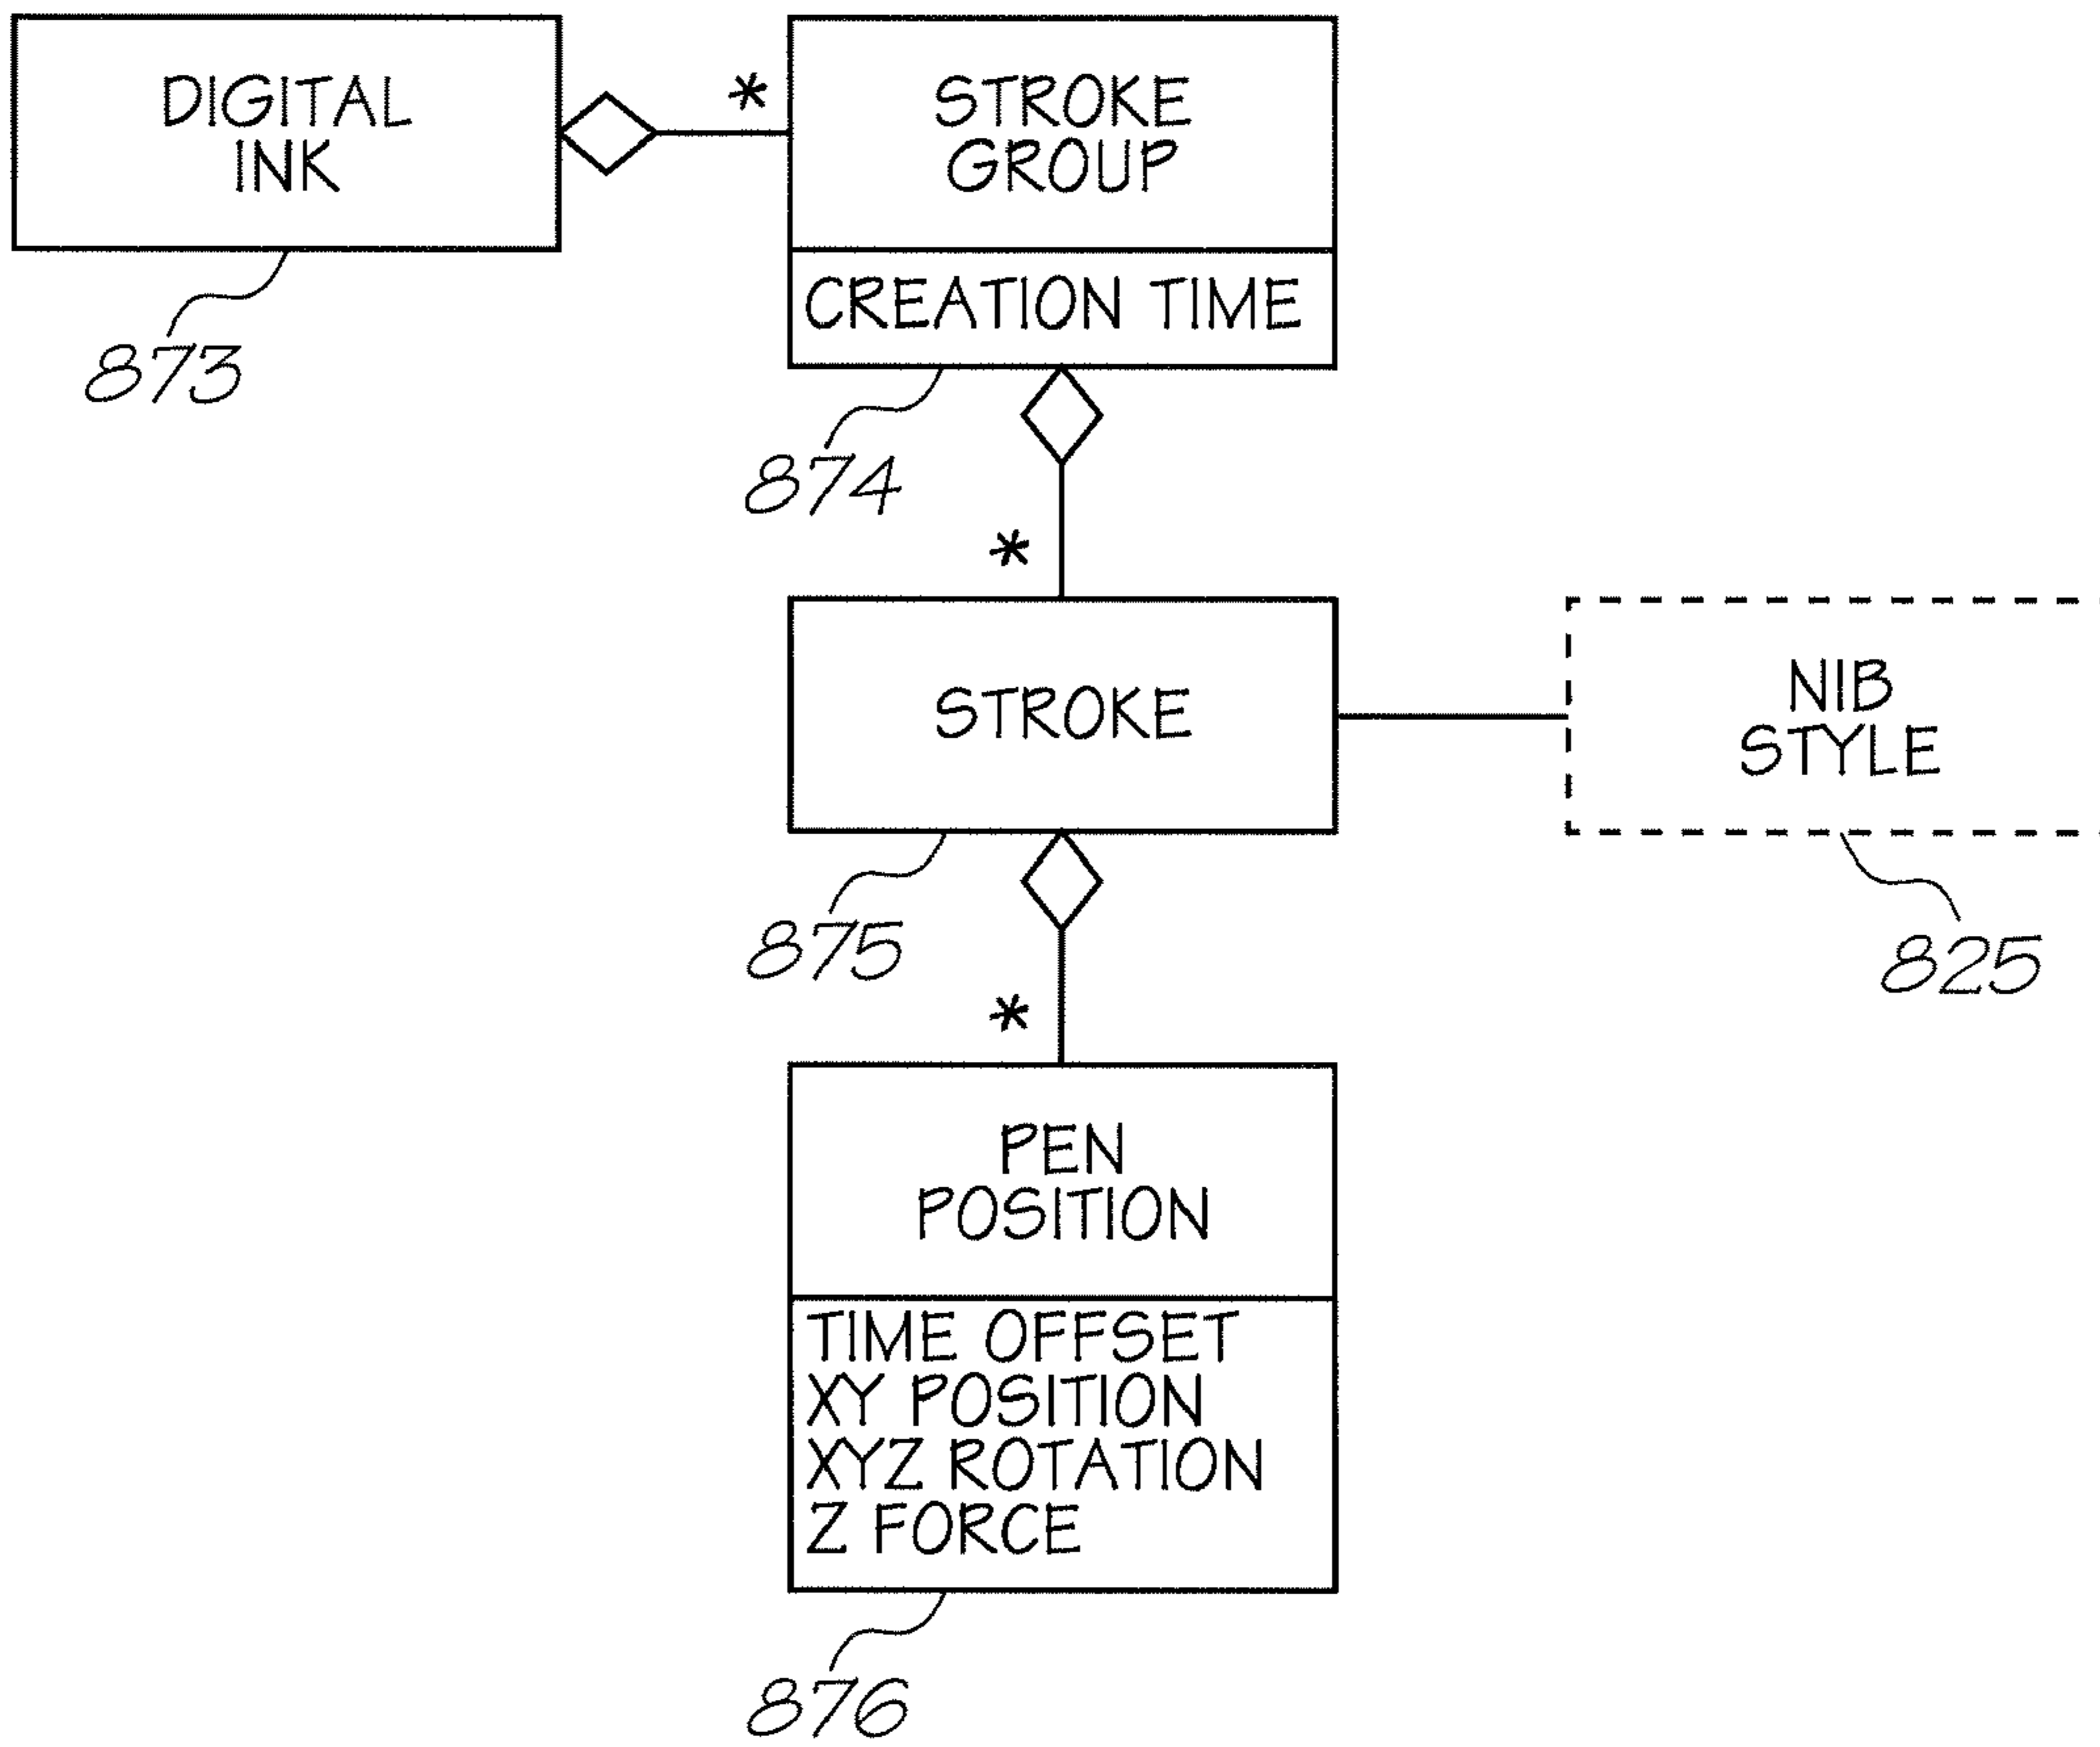 DIGITAL
INK
*
STROKE
GROUP
CREATION TIME
873
874
*
STROKE
NIB
STYLE
875
825
*
PEN
POSITION
TIME OFFSET
XY POSITION
XYZ ROTATION
Z FORCE
876